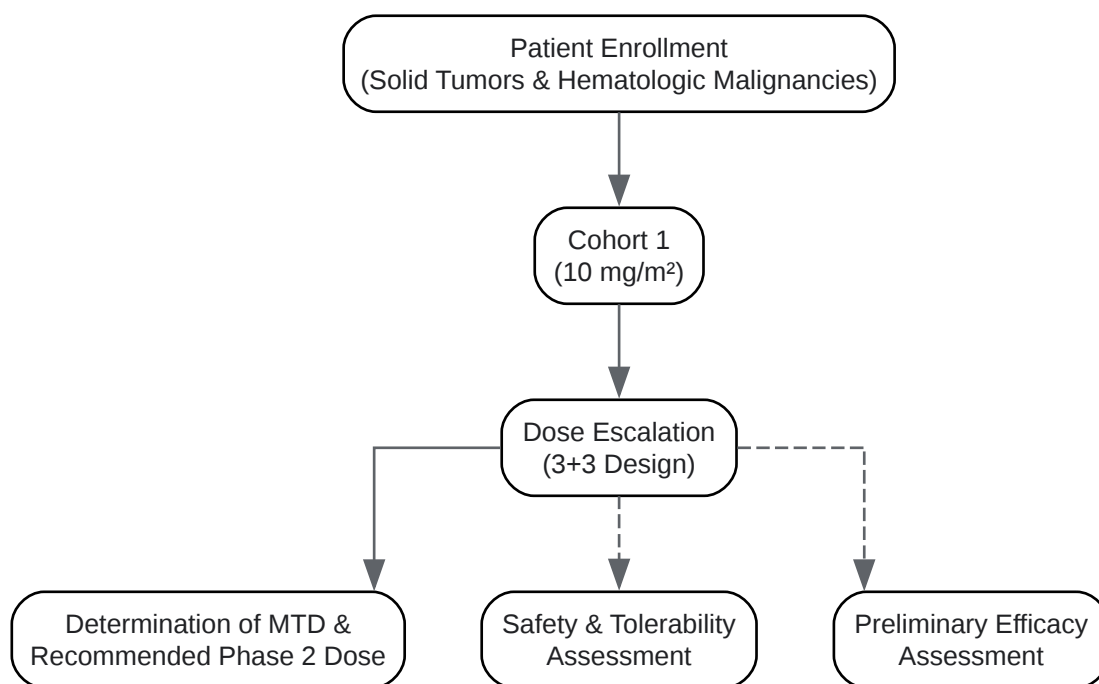 Patient Enrollment
(Solid Tumors & Hematologic Malignancies)
Cohort 1
(10 mg/m²)
Dose Escalation
(3+3 Design)
Determination of MTD &
Recommended Phase 2 Dose
Safety & Tolerability
Assessment
Preliminary Efficacy
Assessment